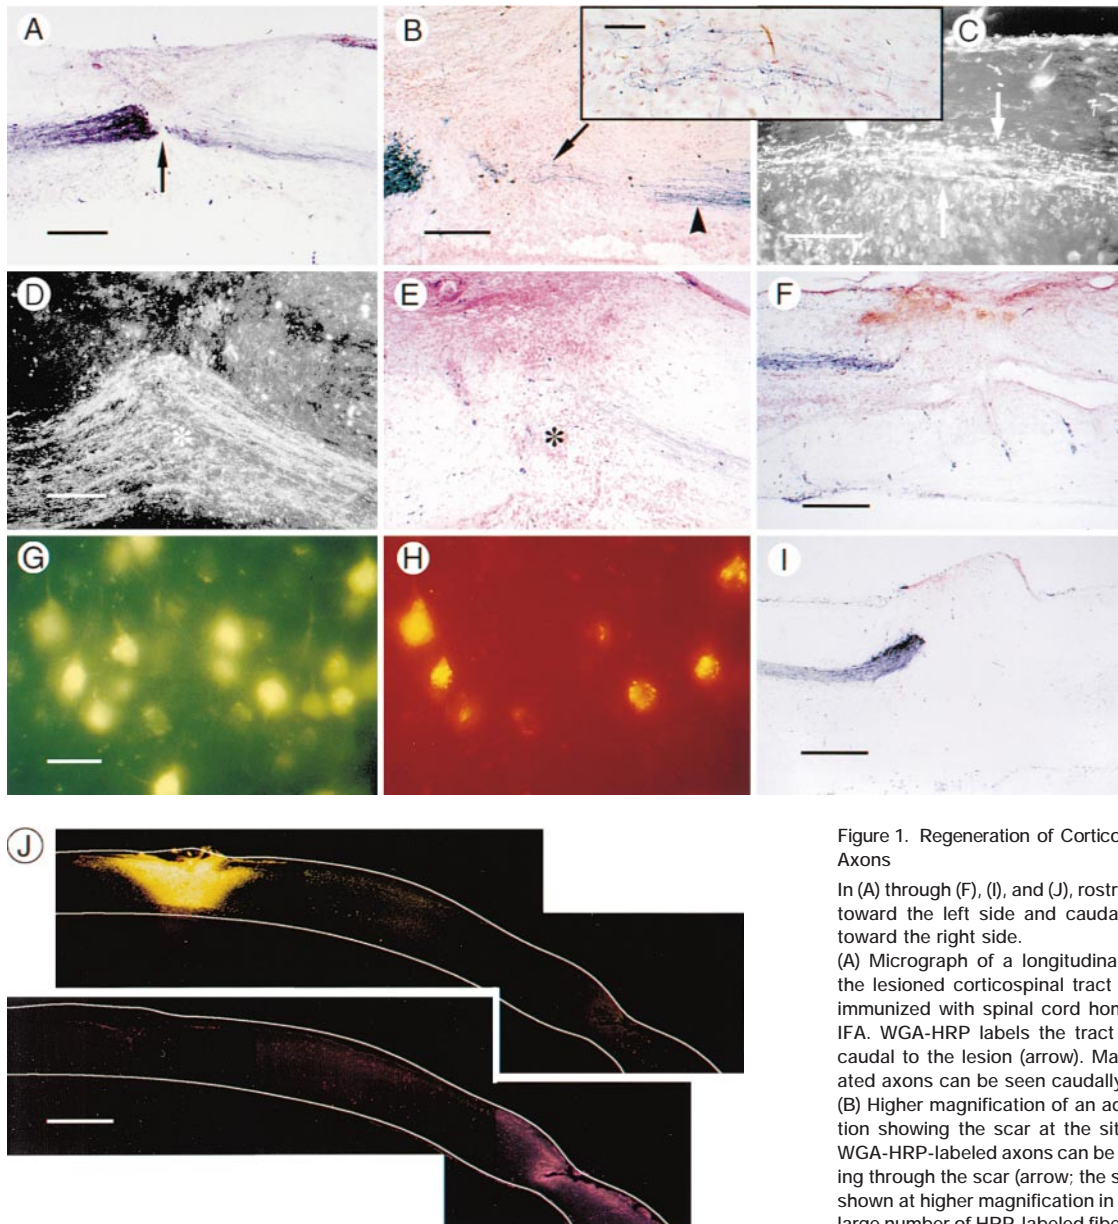 A
B
C
D
E
F
G
H
I
J
Figure 1. Regeneration of Cortico
Axons
In (A) through (F), (I), and (J), rostr
toward the left side and cauda
toward the right side.
(A) Micrograph of a longitudina
the lesioned corticospinal tract
immunized with spinal cord hom
IFA. WGA-HRP labels the tract
caudal to the lesion (arrow). Ma
ated axons can be seen caudally
(B) Higher magnification of an ad
tion showing the scar at the sit
WGA-HRP-labeled axons can be
ing through the scar (arrow; the s
shown at higher magnification in
large number of HRP-labeled fibe